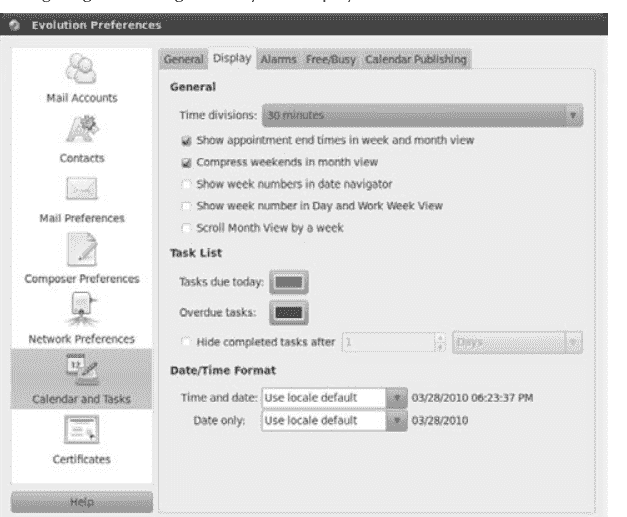 Evolution Preferences
General Display Alarms Free/Busy Calendar Publishing
Mail Accounts
Contacts
Mail Preferences
Composer Preferences
Network Preferences
Calendar and Tasks
Certificates
Help
General
Time divisions: 30 minutes
Show appointment end times in week and month view
Compress weekends in month view
Show week numbers in date navigator
Show week number in Day and Work Week View
Scroll Month View by a week
Task List
Tasks due today:
Overdue tasks:
Hide completed tasks after 1 Days
Date/Time Format
Time and date: Use locale default 03/28/2010 06:23:37 PM
Date only: Use locale default 03/28/2010